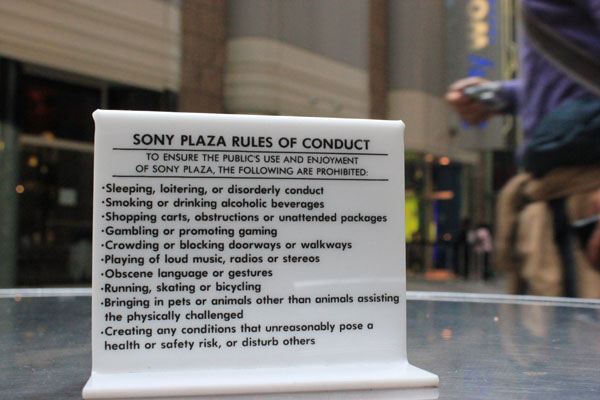 SONY PLAZA RULES OF CONDUCT
TO ENSURE THE PUBLIC'S USE AND ENJOYMENT
OF SONY PLAZA, THE FOLLOWING ARE PROHIBITED:
·Sleeping, loitering, or disorderly conduct
·Smoking or drinking alcoholic beverages
·Shopping carts, obstructions or unattended packages
·Gambling or promoting gaming
·Crowding or blocking doorways or walkways
·Playing of loud music, radios or stereos
·Obscene language or gestures
·Running, skating or bicycling
·Bringing in pets or animals other than animals assisting
the physically challenged
·Creating any conditions that unreasonably pose a
health or safety risk, or disturb others